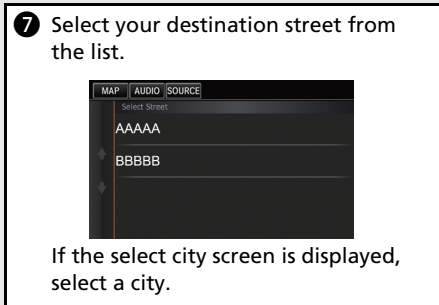 7 Select your destination street from
the list.
MAP AUDIO SOURCE
Select Street
AAAAA
BBBBB
If the select city screen is displayed,
select a city.